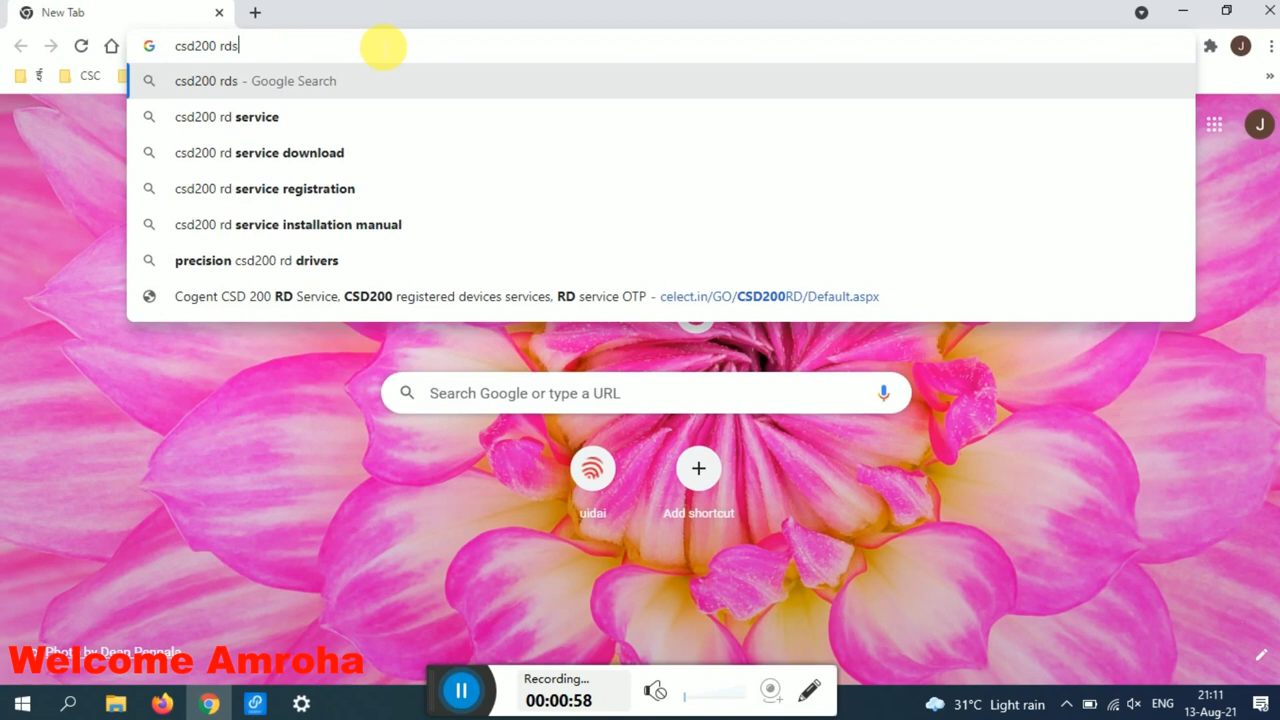 New Tab
csd200 rds
ई
CSC
csd200 rds - Google Search
csd200 rd service
csd200 rd service download
csd200 rd service registration
csd200 rd service installation manual
precision csd200 rd drivers
Cogent CSD 200 RD Service, CSD200 registered devices services, RD service OTP - celect.in/GO/CSD200RD/Default.aspx
J
J
Search Google or type a URL
uidai
Add shortcut
Photo by Dean
Welcome Amroha
Recording...
00:00:58
31°C Light rain
ENG
21:11
13-Aug-21